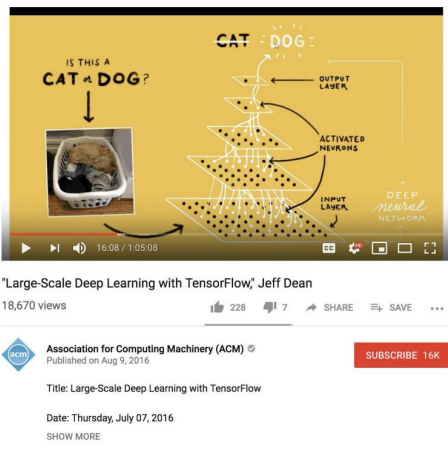 CAT DOG
IS THIS A
CAT or DOG?
OUTPUT
LAYER
ACTIVATED
NEURONS
INPUT
LAYER
DEEP
neural
NETWORK
16:08 / 1:05:08
CC
HD
"Large-Scale Deep Learning with TensorFlow," Jeff Dean
18,670 views
228
7
SHARE
SAVE
acm
Association for Computing Machinery (ACM)
Published on Aug 9, 2016
SUBSCRIBE 16K
Title: Large-Scale Deep Learning with TensorFlow
Date: Thursday, July 07, 2016
SHOW MORE